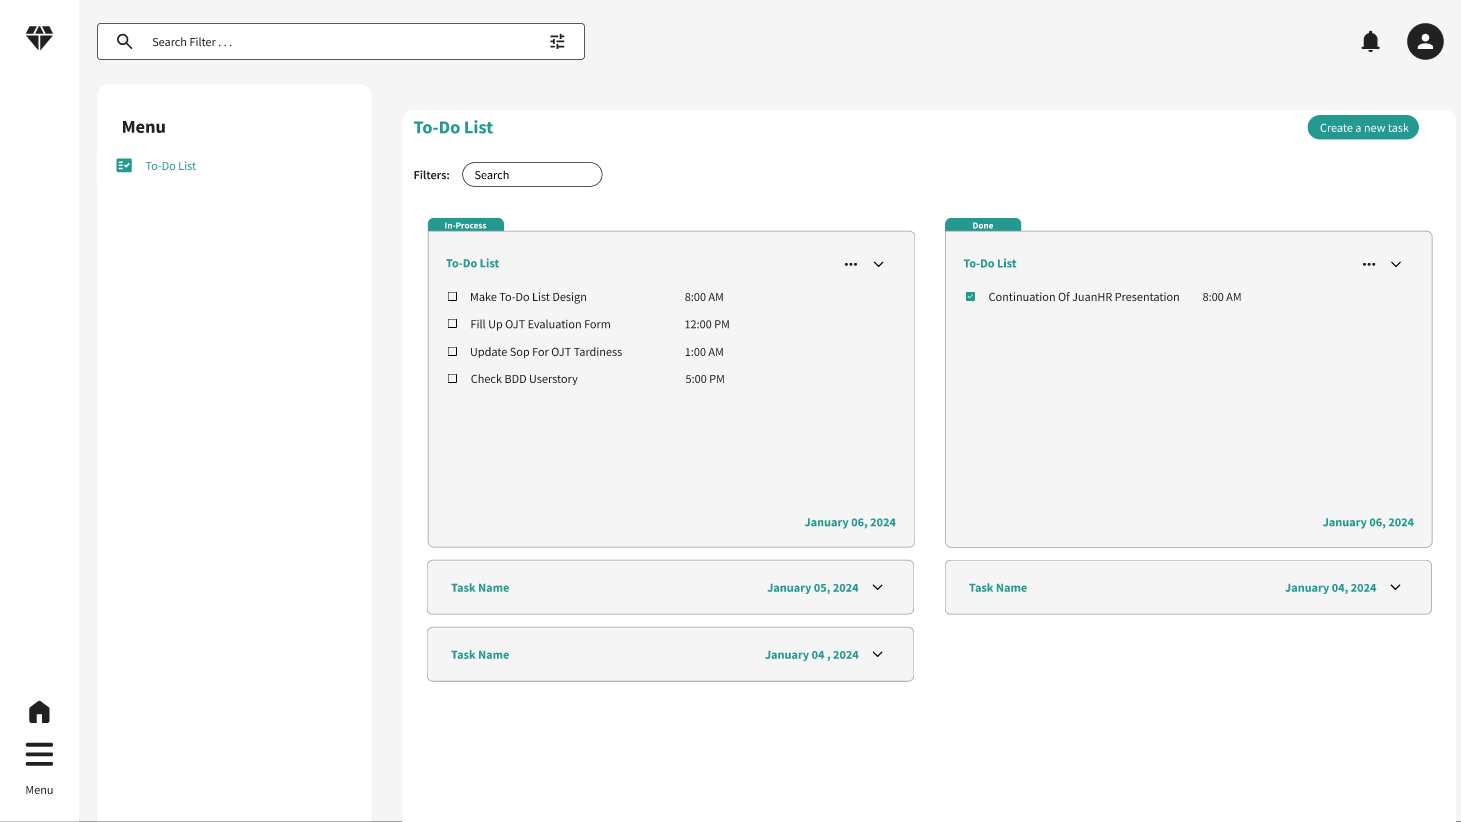 Search Filter . . .
Menu
To-Do List
To-Do List
Create a new task
Filters:
Search
In-Process
To-Do List
Make To-Do List Design 8:00 AM
Fill Up OJT Evaluation Form 12:00 PM
Update Sop For OJT Tardiness 1:00 AM
Check BDD Userstory 5:00 PM
January 06, 2024
Task Name January 05, 2024
Task Name January 04 , 2024
Done
To-Do List
Continuation Of JuanHR Presentation 8:00 AM
January 06, 2024
Task Name January 04, 2024
Menu